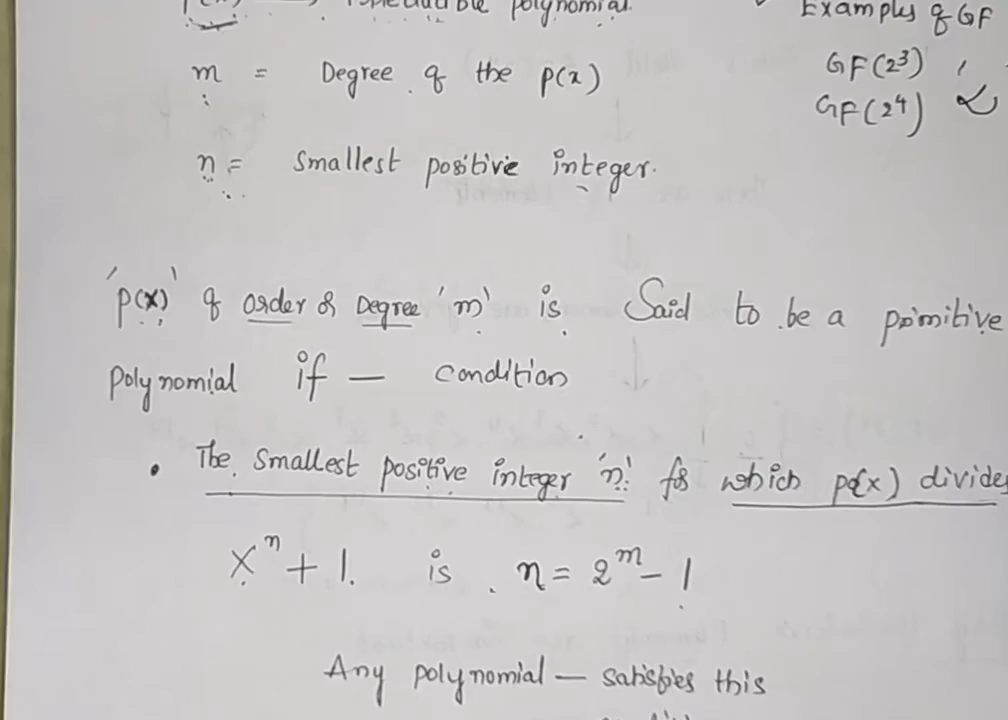 polynomial.
Examples of GF
m = Degree of the p(x)
GF(2³) ,
GF(2⁴)
n = smallest positive integer.
'p(x)' of order & Degree 'm' is Said to be a primitive
polynomial if — condition
• The smallest positive integer 'n' for which p(x) divides
xⁿ + 1. is n = 2ᵐ - 1
Any polynomial — satisfies this